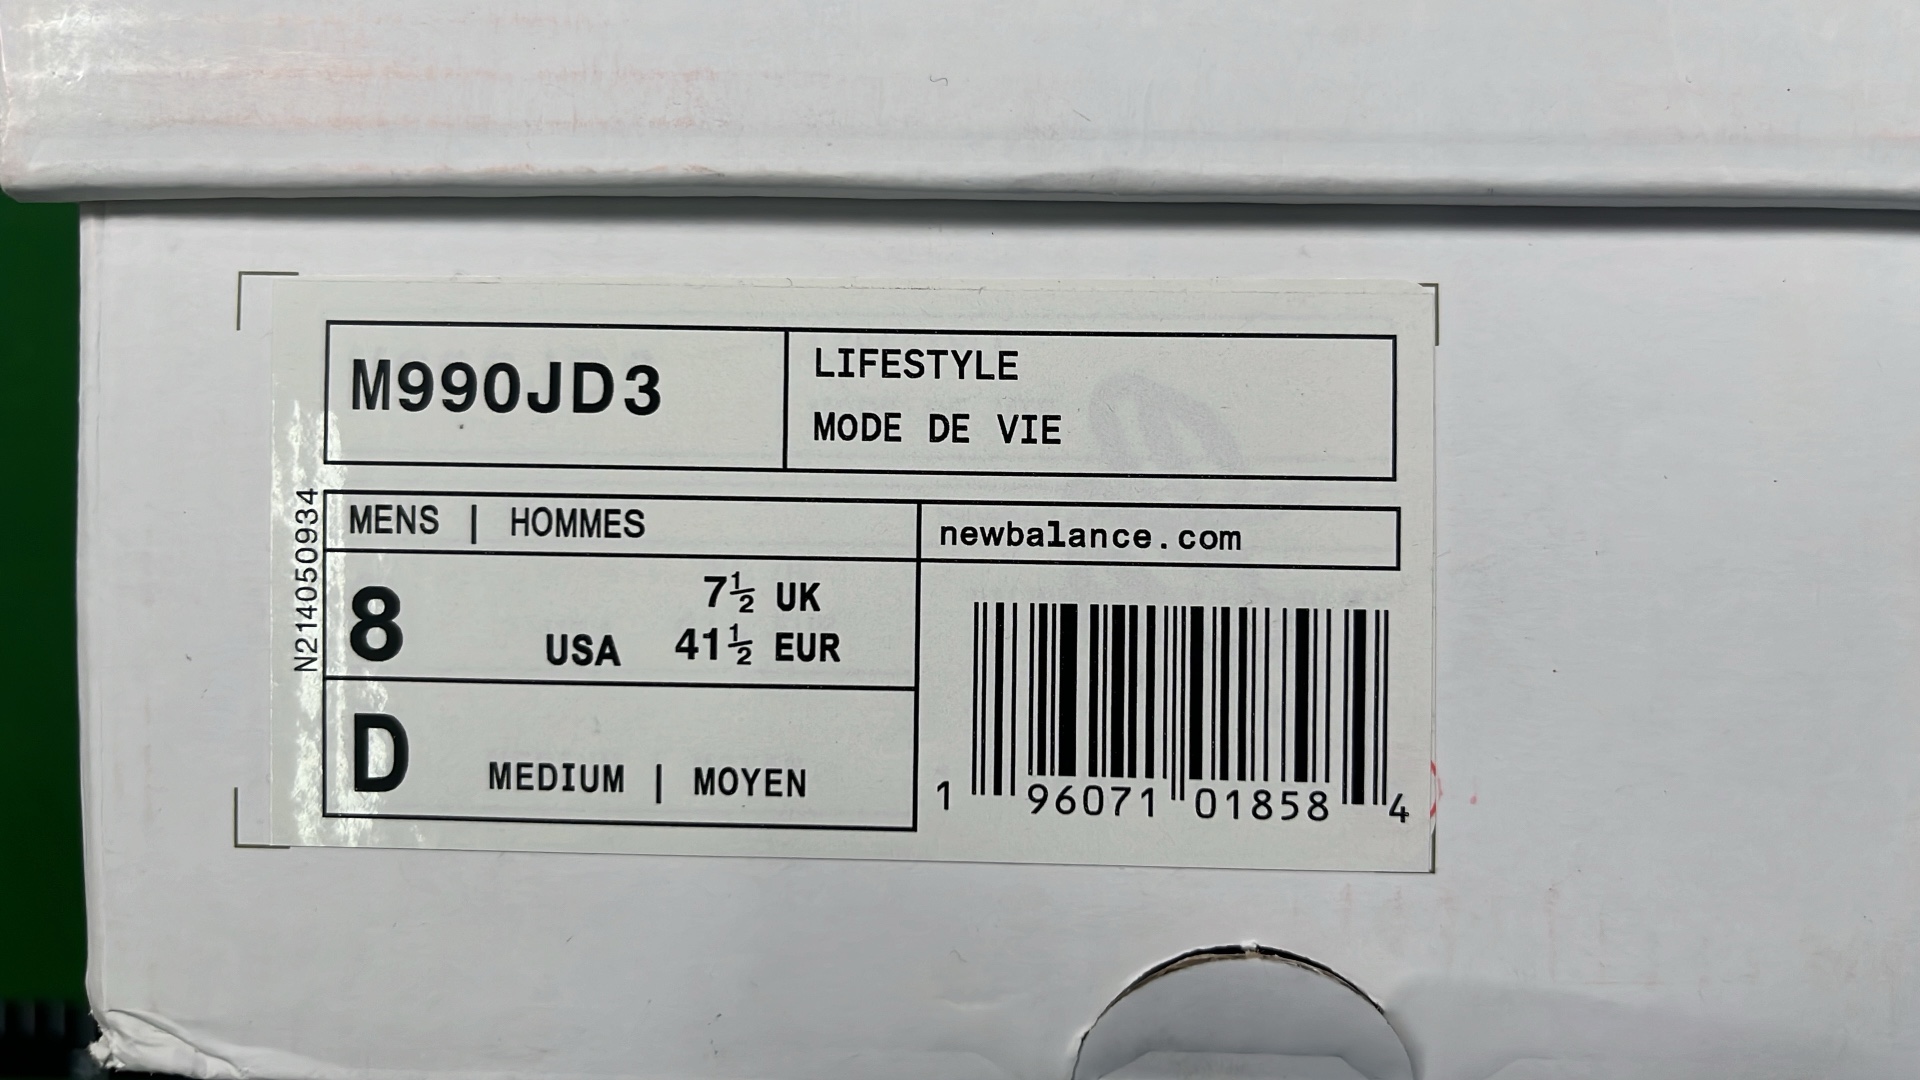 M990JD3
LIFESTYLE
MODE DE VIE
N214050934
MENS | HOMMES
newbalance.com
8 USA
7½ UK
41½ EUR
D MEDIUM | MOYEN
1 96071 01858 4